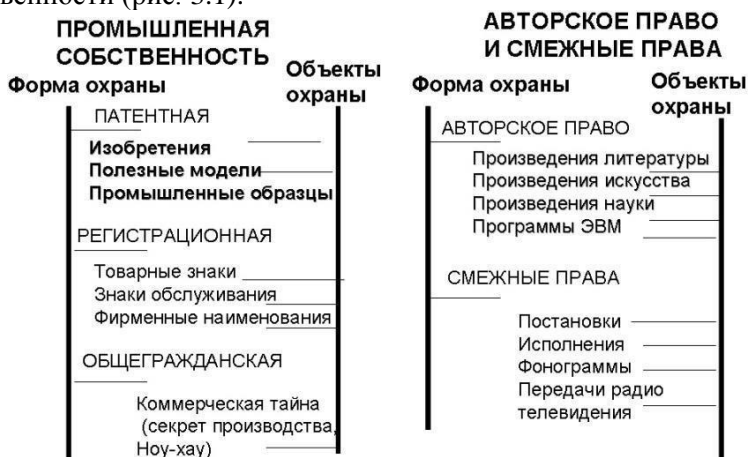 (рис. 3.1).
ПРОМЫШЛЕННАЯ
СОБСТВЕННОСТЬ
Форма охраны
Объекты
охраны
ПАТЕНТНАЯ
Изобретения
Полезные модели
Промышленные образцы
РЕГИСТРАЦИОННАЯ
Товарные знаки
Знаки обслуживания
Фирменные наименования
ОБЩЕГРАЖДАНСКАЯ
Коммерческая тайна
(секрет производства,
Ноу-хау)
АВТОРСКОЕ ПРАВО
И СМЕЖНЫЕ ПРАВА
Форма охраны
Объекты
охраны
АВТОРСКОЕ ПРАВО
Произведения литературы
Произведения искусства
Произведения науки
Программы ЭВМ
СМЕЖНЫЕ ПРАВА
Постановки
Исполнения
Фонограммы
Передачи радио
телевидения